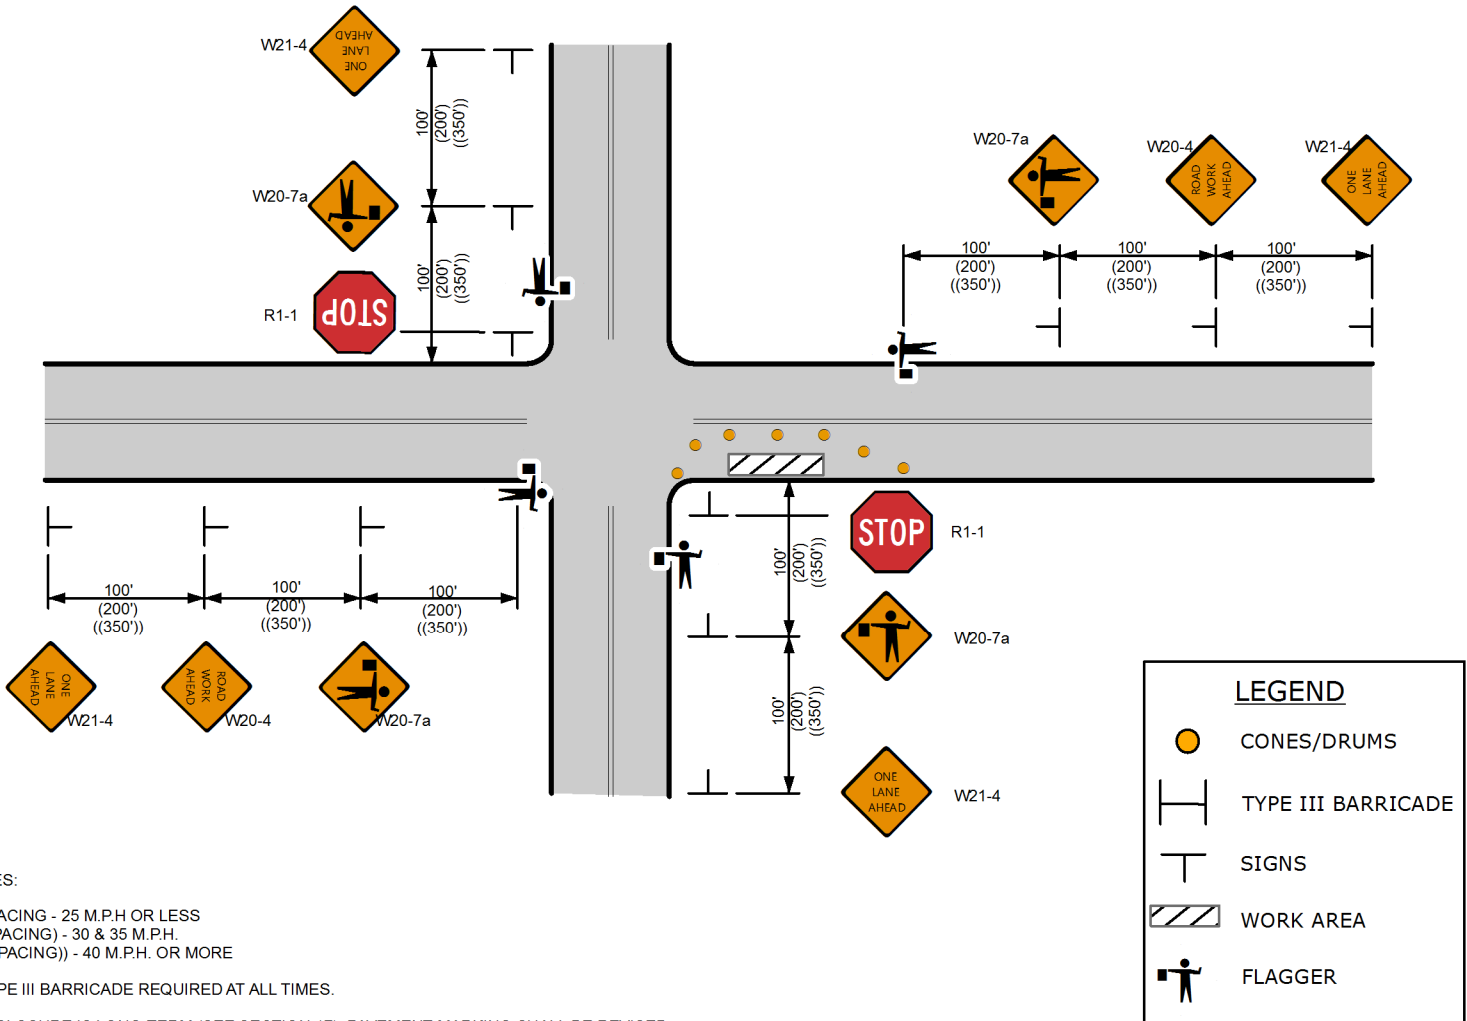 W21-4
ONE
LANE
AHEAD
100'
(200')
((350'))
W20-7a
100'
(200')
((350'))
R1-1
STOP
W20-7a
W20-4
ROAD
WORK
AHEAD
W21-4
ONE
LANE
AHEAD
100'
(200')
((350'))
100'
(200')
((350'))
100'
(200')
((350'))
100'
(200')
((350'))
100'
(200')
((350'))
100'
(200')
((350'))
ONE
LANE
AHEAD
W21-4
ROAD
WORK
AHEAD
W20-4
W20-7a
100'
(200')
((350'))
STOP
R1-1
W20-7a
100'
(200')
((350'))
ONE
LANE
AHEAD
W21-4
LEGEND
CONES/DRUMS
TYPE III BARRICADE
SIGNS
WORK AREA
FLAGGER
ES:
ACING - 25 M.P.H OR LESS
PACING) - 30 & 35 M.P.H.
PACING)) - 40 M.P.H. OR MORE
PE III BARRICADE REQUIRED AT ALL TIMES.